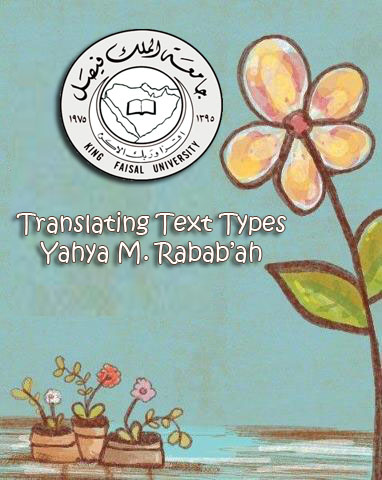 جامعة الملك فيصل
١٩٧٥
١٣٩٥
اقرأ وربك الأكرم
KING FAISAL UNIVERSITY
Translating Text Types
Yahya M. Rabab'ah